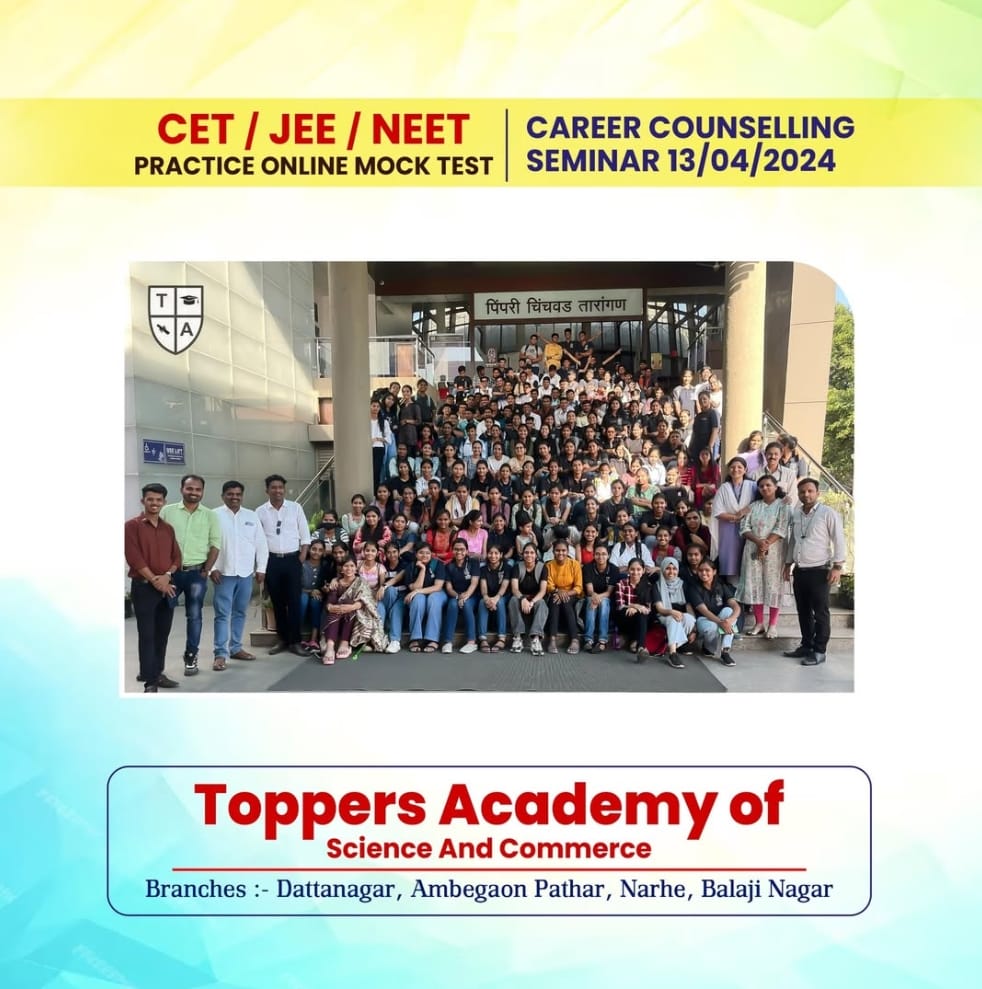 CET / JEE / NEET
PRACTICE ONLINE MOCK TEST
CAREER COUNSELLING
SEMINAR 13/04/2024
T
A
पिंपरी चिंचवड तारांगण
Toppers Academy of
Science And Commerce
Branches :- Dattanagar, Ambegaon Pathar, Narhe, Balaji Nagar